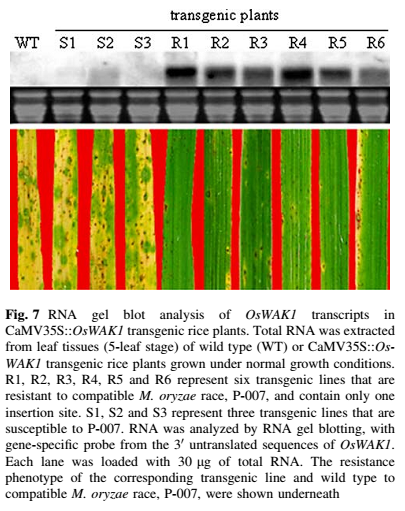 transgenic plants
WT S1 S2 S3 R1 R2 R3 R4 R5 R6
Fig. 7 RNA gel blot analysis of OsWAK1 transcripts in
CaMV35S::OsWAK1 transgenic rice plants. Total RNA was extracted
from leaf tissues (5-leaf stage) of wild type (WT) or CaMV35S::Os-
WAK1 transgenic rice plants grown under normal growth conditions.
R1, R2, R3, R4, R5 and R6 represent six transgenic lines that are
resistant to compatible M. oryzae race, P-007, and contain only one
insertion site. S1, S2 and S3 represent three transgenic lines that are
susceptible to P-007. RNA was analyzed by RNA gel blotting, with
gene-specific probe from the 3′ untranslated sequences of OsWAK1.
Each lane was loaded with 30 μg of total RNA. The resistance
phenotype of the corresponding transgenic line and wild type to
compatible M. oryzae race, P-007, were shown underneath